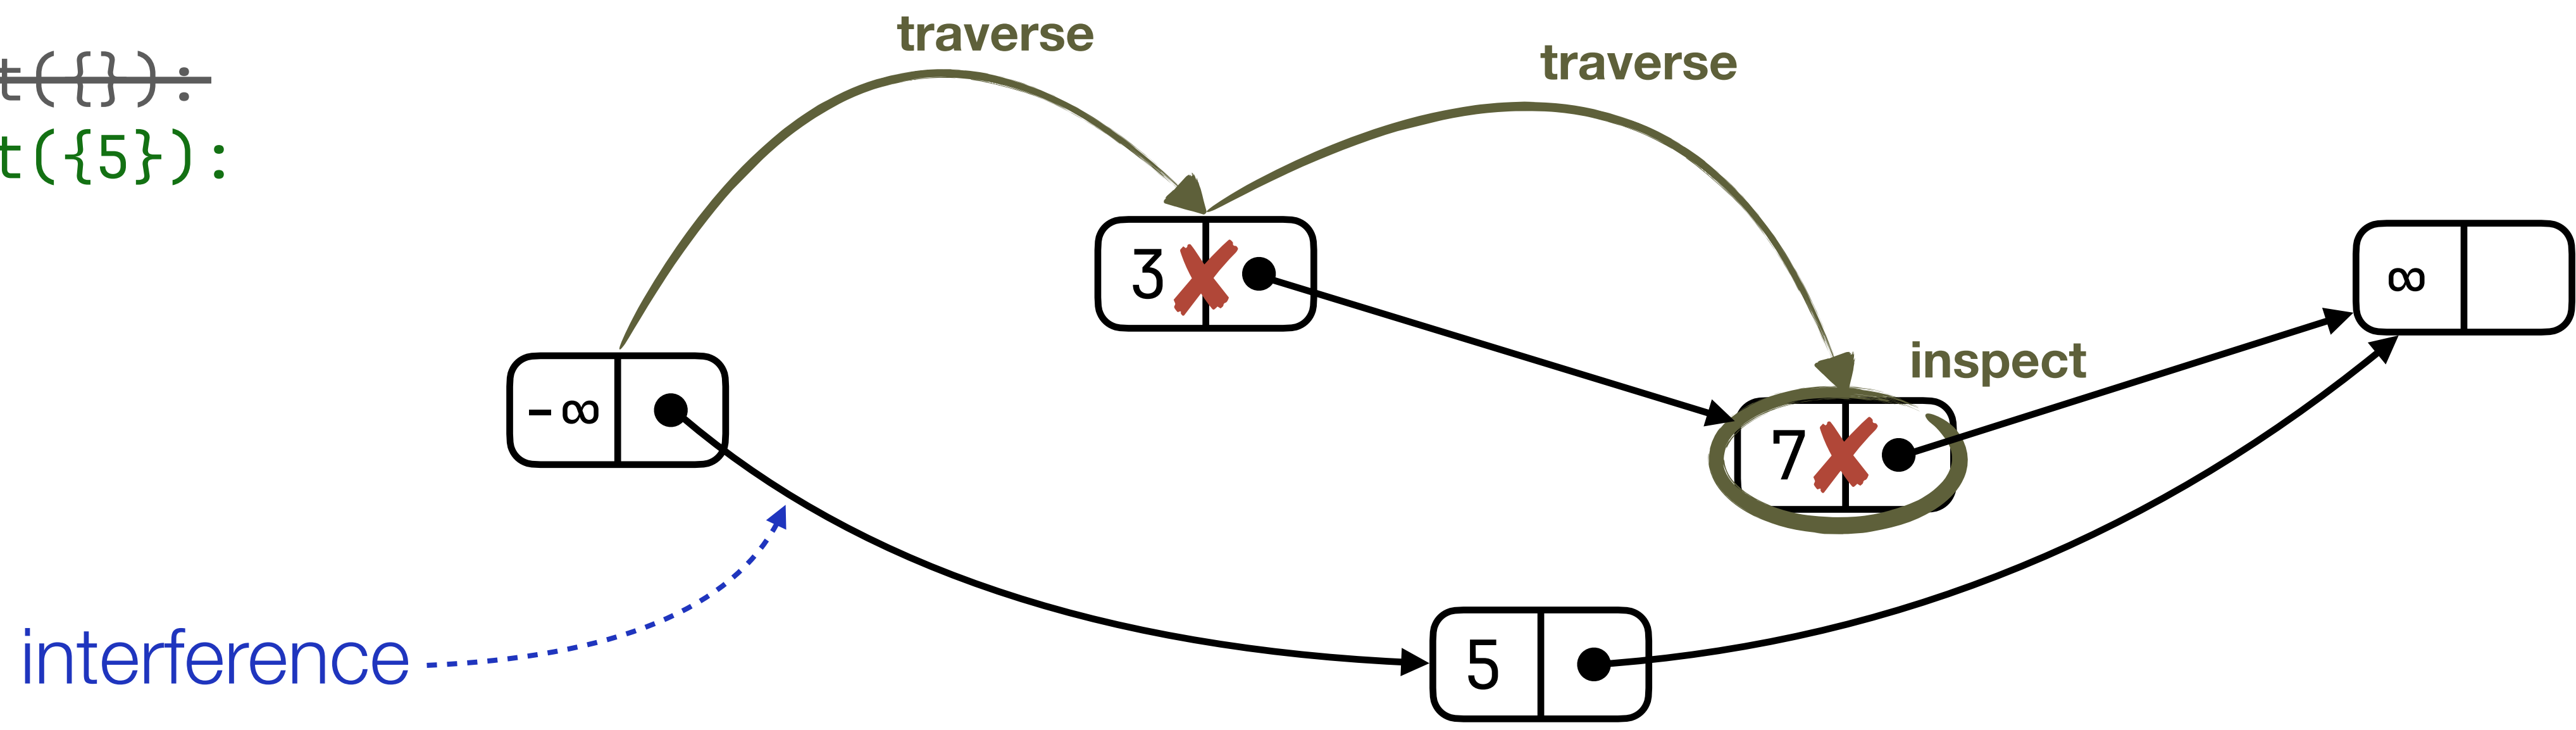 traverse
traverse
t({}):
t({5}):
3
∞
inspect
-∞
7
interference
5